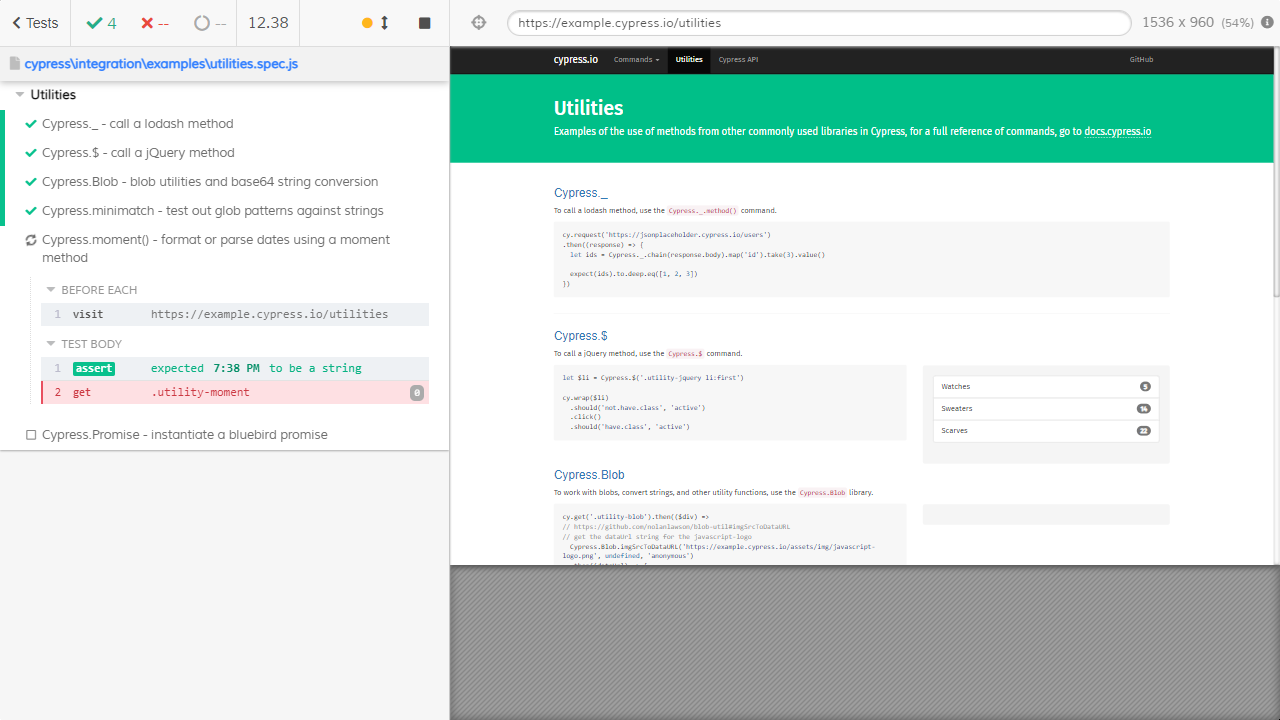 Tests
4
--
--
12.38
https://example.cypress.io/utilities
1536 x 960 (54%)
cypress\integration\examples\utilities.spec.js
Utilities
Cypress._ - call a lodash method
Cypress.$ - call a jQuery method
Cypress.Blob - blob utilities and base64 string conversion
Cypress.minimatch - test out glob patterns against strings
Cypress.moment() - format or parse dates using a moment
method
BEFORE EACH
1 visit https://example.cypress.io/utilities
TEST BODY
1 assert expected 7:38 PM to be a string
2 get .utility-moment 0
Cypress.Promise - instantiate a bluebird promise
cypress.io Commands Utilities Cypress API GitHub
Utilities
Examples of the use of methods from other commonly used libraries in Cypress, for a full reference of commands, go to docs.cypress.io
Cypress._
To call a lodash method, use the Cypress._.method() command.
cy.request('https://jsonplaceholder.cypress.io/users')
.then((response) => {
let ids = Cypress._.chain(response.body).map('id').take(3).value()
expect(ids).to.deep.eq([1, 2, 3])
})
Cypress.$
To call a jQuery method, use the Cypress.$ command.
let $li = Cypress.$('.utility-jquery li:first')
cy.wrap($li)
.should('not.have.class', 'active')
.click()
.should('have.class', 'active')
Watches 5
Sweaters 14
Scarves 22
Cypress.Blob
To work with blobs, convert strings, and other utility functions, use the Cypress.Blob library.
cy.get('.utility-blob').then(($div) =>
// https://github.com/nolanlawson/blob-util#imgSrcToDataURL
// get the dataUrl string for the javascript-logo
Cypress.Blob.imgSrcToDataURL('https://example.cypress.io/assets/img/javascript-
logo.png', undefined, 'anonymous')